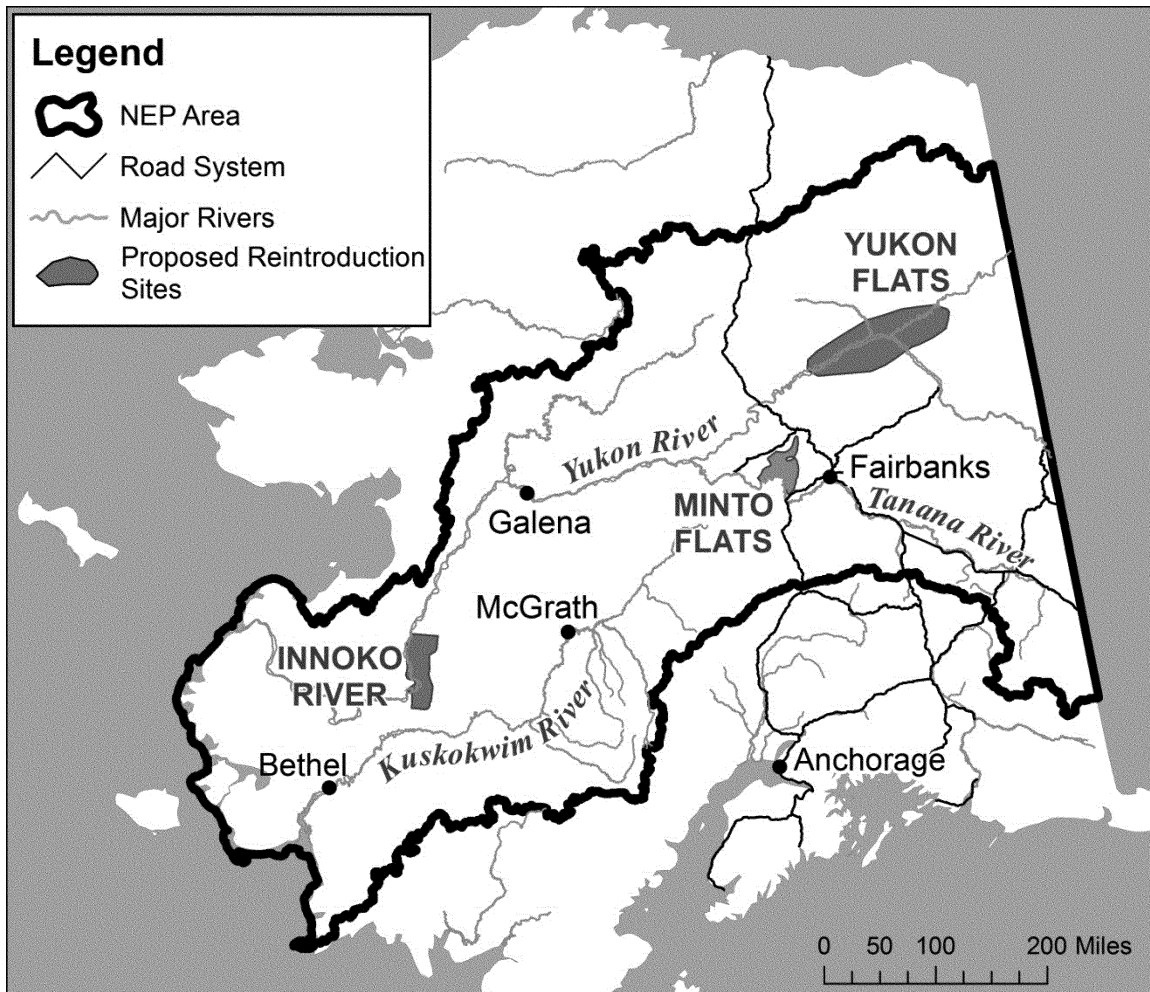 Legend
NEP Area
Road System
Major Rivers
Proposed Reintroduction
Sites
YUKON
FLATS
Yukon River
Fairbanks
Galena
MINTO
FLATS
Tanana River
McGrath
INNOKO
RIVER
Kuskokwim River
Bethel
Anchorage
0 50 100 200 Miles